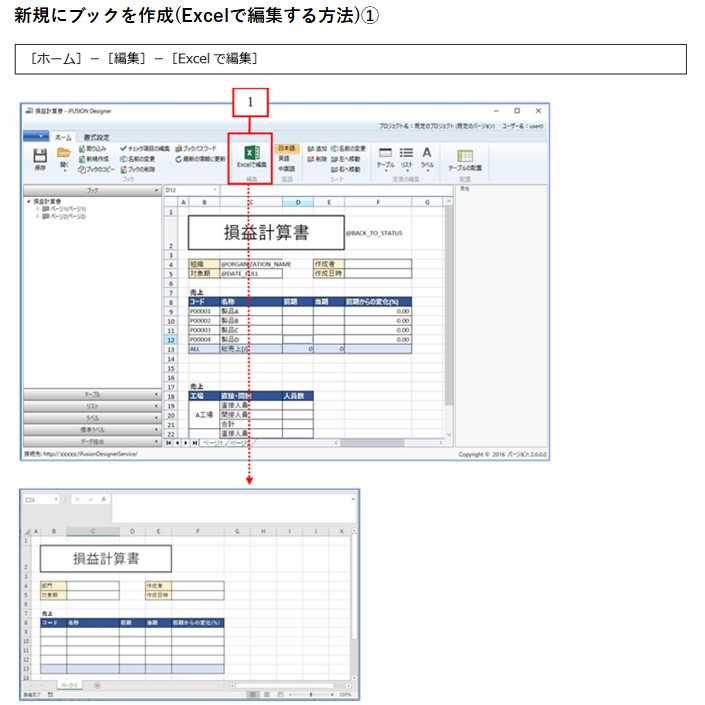 新規にブックを作成(Excelで編集する方法)①
［ホーム］－［編集］－［Excel で編集］
1
損益計算書 - iFUSION Designer
プロジェクト名：既定のプロジェクト (既定のバージョン) ユーザー名：user0
ホーム 書式設定
保存 開く 取り込み 新規作成 ブックのコピー
チェック項目の編集 名前の変更 ブックの削除
ブックパスワード 最新の情報に更新
ブック
Excelで編集
編集
日本語 英語 中国語
言語
追加 名前の変更
削除 左へ移動
右へ移動
シート
テーブル リスト ラベル
定義の編集
テーブルの配置
配置
ブック
D12
属性
損益計算書
ページ1(ページ1)
ページ2(ページ2)
A B C D E F G
1
2 損益計算書 @BACK_TO_STATUS
3
4 組織 @ORGANIZATION_NAME 作成者
5 対象期 @DATE_FULL 作成日時
6
7 売上
8 コード 名称 前期 当期 前期からの変化(%)
9 P00001 製品A 0.00
10 P00002 製品B 0.00
11 P00003 製品C 0.00
12 P00004 製品D 0.00
13 ALL 総売上 0 0
14
15
16
17 売上
18 工場 直接・間接 人員数
19 直接人員
20 A工場 間接人員
21 合計
22 直接人員
テーブル
リスト
ラベル
標準ラベル
データ抽出
ページ1 ページ2
接続先: http://xxxxx/iFusionDesignerService/
Copyright © 2016 バージョン: 2.0.0.0
C24
A B C D E F G H I J K
1
2 損益計算書
3
4 部門 作成者
5 対象期 作成日時
6
7 売上
8 コード 名称 前期 当期 前期からの変化(%)
9
10
11
12
13
14
ページ1
準備完了
100%